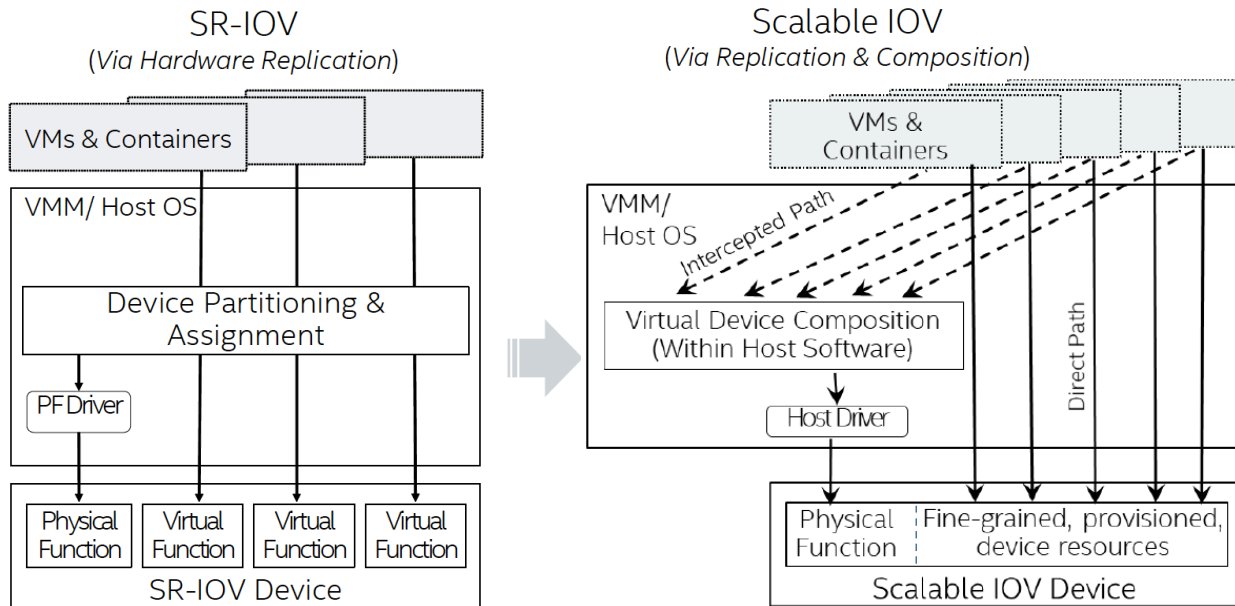 SR-IOV
(Via Hardware Replication)
VMs & Containers
VMM/ Host OS
Device Partitioning &
Assignment
PF Driver
Physical
Function
Virtual
Function
Virtual
Function
Virtual
Function
SR-IOV Device
Scalable IOV
(Via Replication & Composition)
VMs &
Containers
VMM/
Host OS
Intercepted Path
Virtual Device Composition
(Within Host Software)
Direct Path
Host Driver
Physical
Function
Fine-grained, provisioned,
device resources
Scalable IOV Device